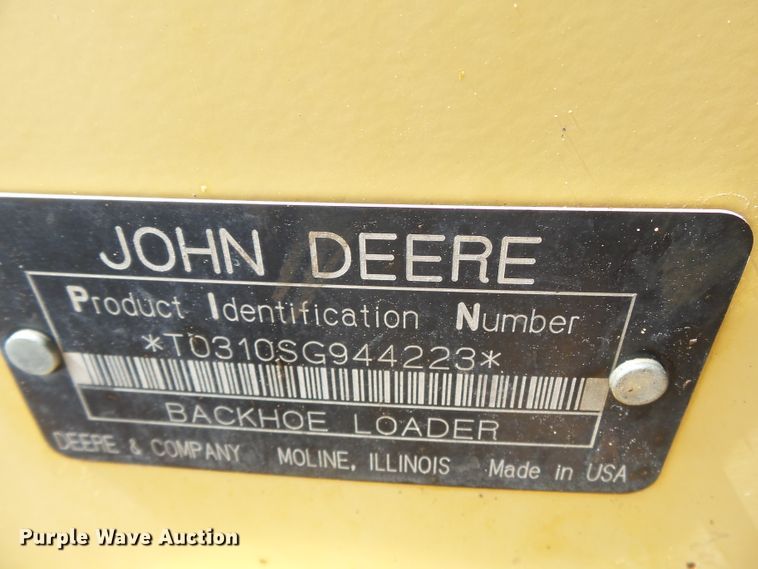 JOHN DEERE
Product Identification Number
*T0310SG944223*
BACKHOE LOADER
DEERE & COMPANY MOLINE, ILLINOIS Made in USA
Purple Wave Auction